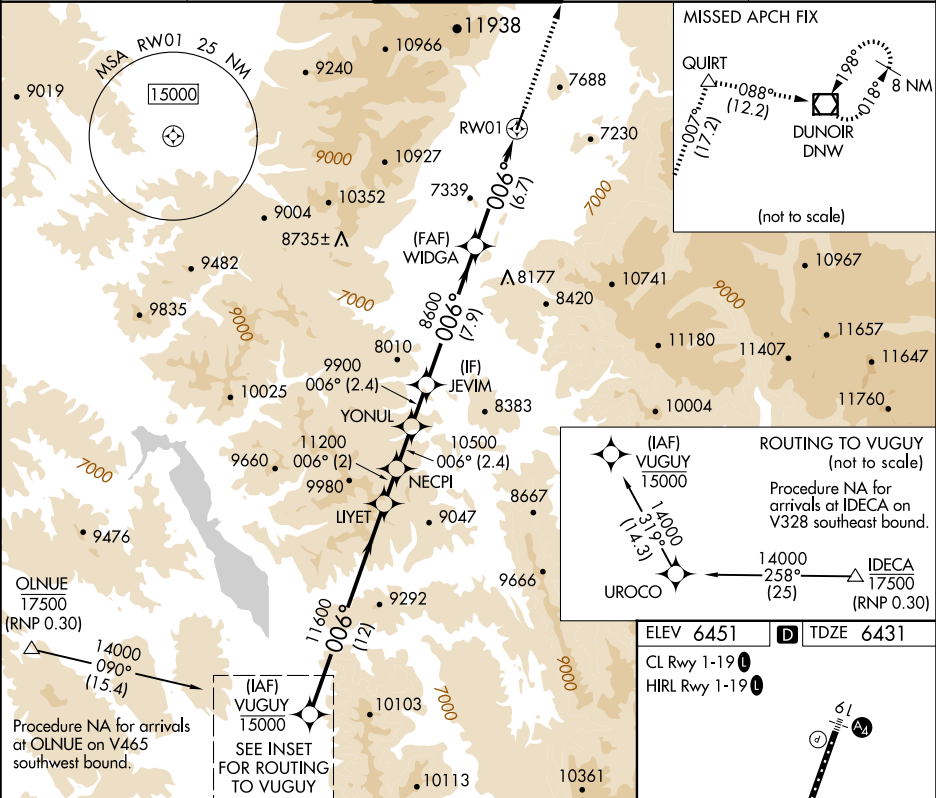 MSA RW01 25 NM
15000
9019
9240
10966
11938
7688
RW01
7230
9000
10927
10352
7339
006°
(6.7)
7000
9004
8735±
(FAF)
WIDGA
9482
7000
8177
8420
10741
9000
10967
9835
9000
8600
006°
(7.9)
8010
9900
006° (2.4)
(IF)
JEVIM
11180
11407
11657
11647
10025
YONUL
8383
10004
11760
9660
11200
006° (2)
10500
006° (2.4)
NECPI
9980
LIYET
9047
8667
7000
9476
9666
OLNUE
17500
(RNP 0.30)
14000
090°
(15.4)
11600
006°
(12)
9292
9000
Procedure NA for arrivals
at OLNUE on V465
southwest bound.
(IAF)
VUGUY
15000
SEE INSET
FOR ROUTING
TO VUGUY
10103
7000
10113
10361
MISSED APCH FIX
QUIRT
088°
(12.2)
007°
(17.2)
198°
018°
8 NM
DUNOIR
DNW
(not to scale)
(IAF)
VUGUY
15000
ROUTING TO VUGUY
(not to scale)
Procedure NA for
arrivals at IDECA on
V328 southeast bound.
14000
319°
(14.3)
UROCO
14000
258°
(25)
IDECA
17500
(RNP 0.30)
ELEV 6451 D TDZE 6431
CL Rwy 1-19 L
HIRL Rwy 1-19 L
19
A4
P